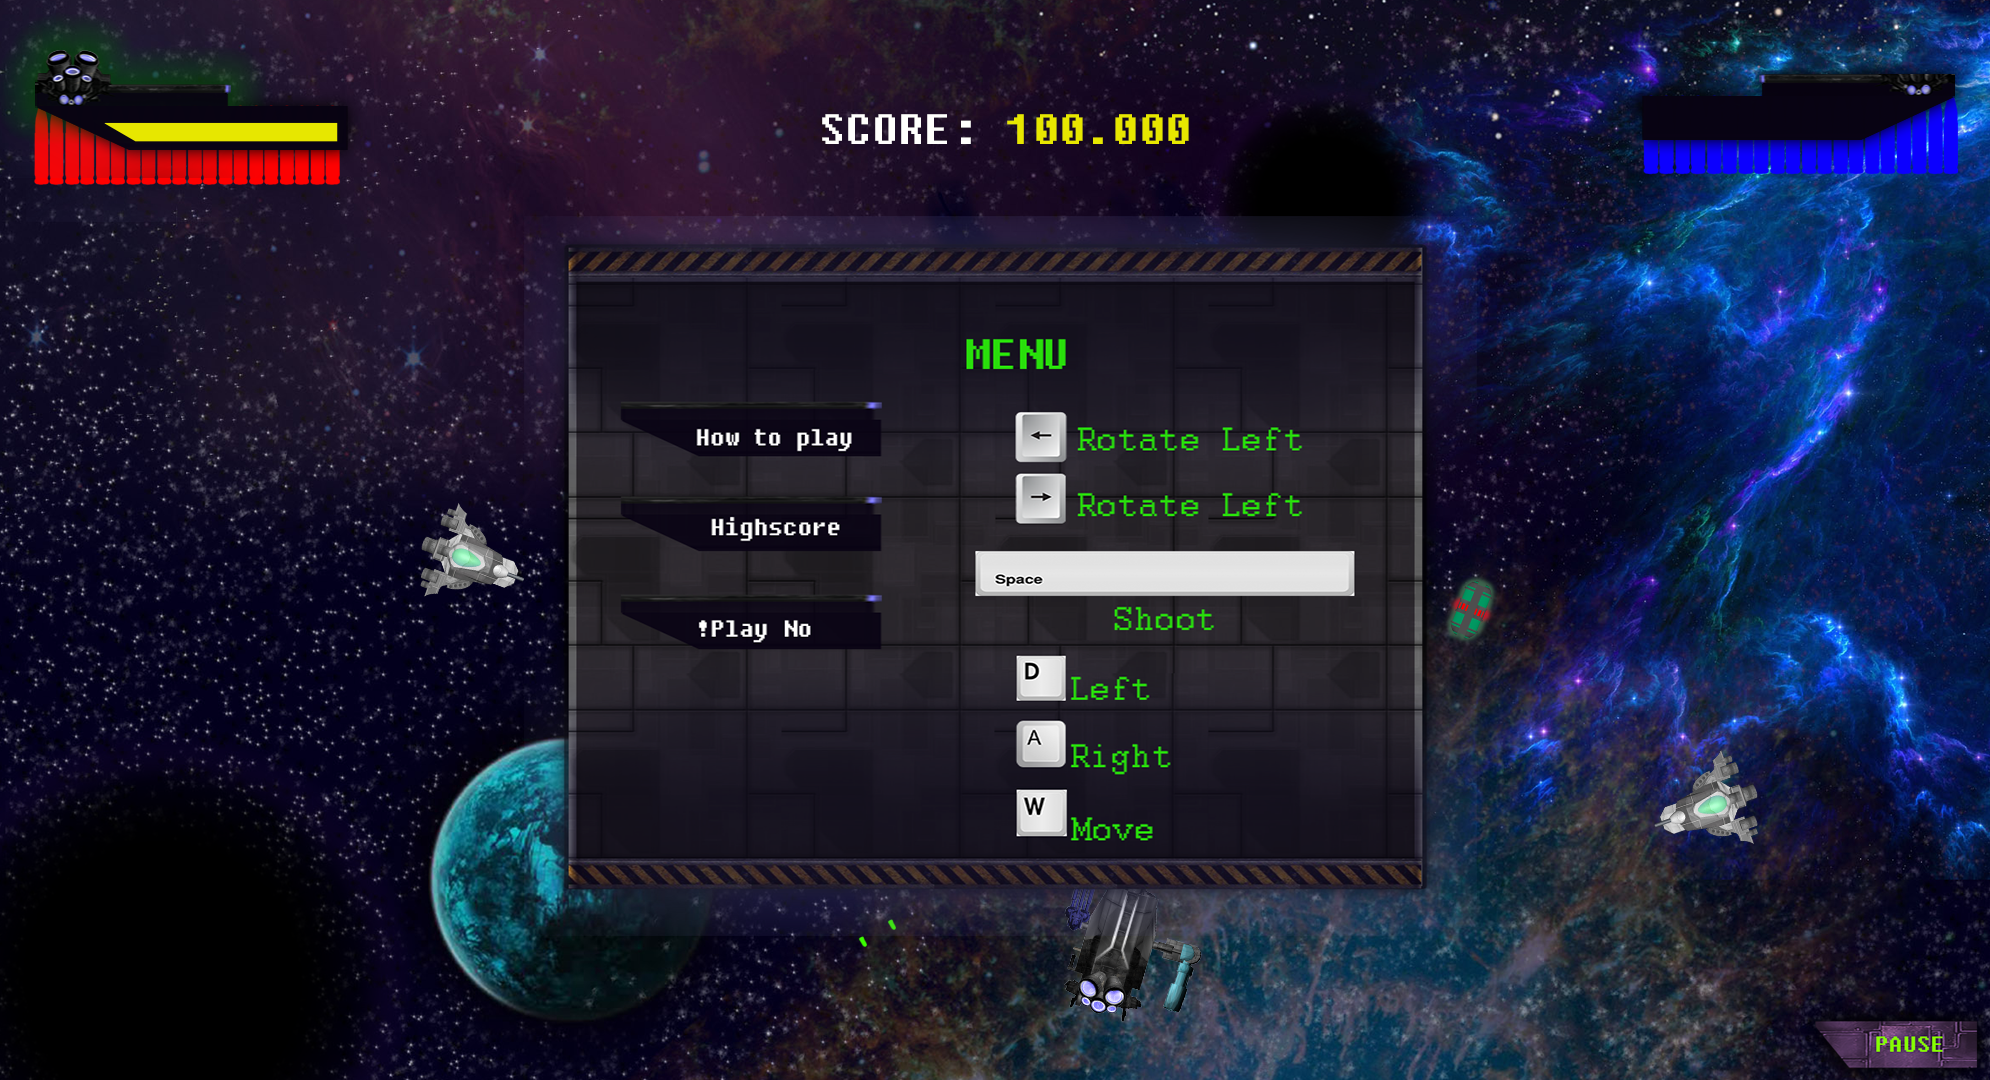 SCORE: 100.000
MENU
How to play
Highscore
!Play No
← Rotate Left
→ Rotate Left
Space
Shoot
D Left
A Right
W Move
PAUSE